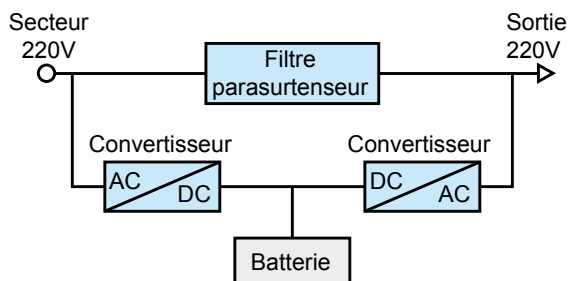 Secteur
220V
Sortie
220V
Filtre
parasurtenseur
Convertisseur
AC
DC
Convertisseur
DC
AC
Batterie